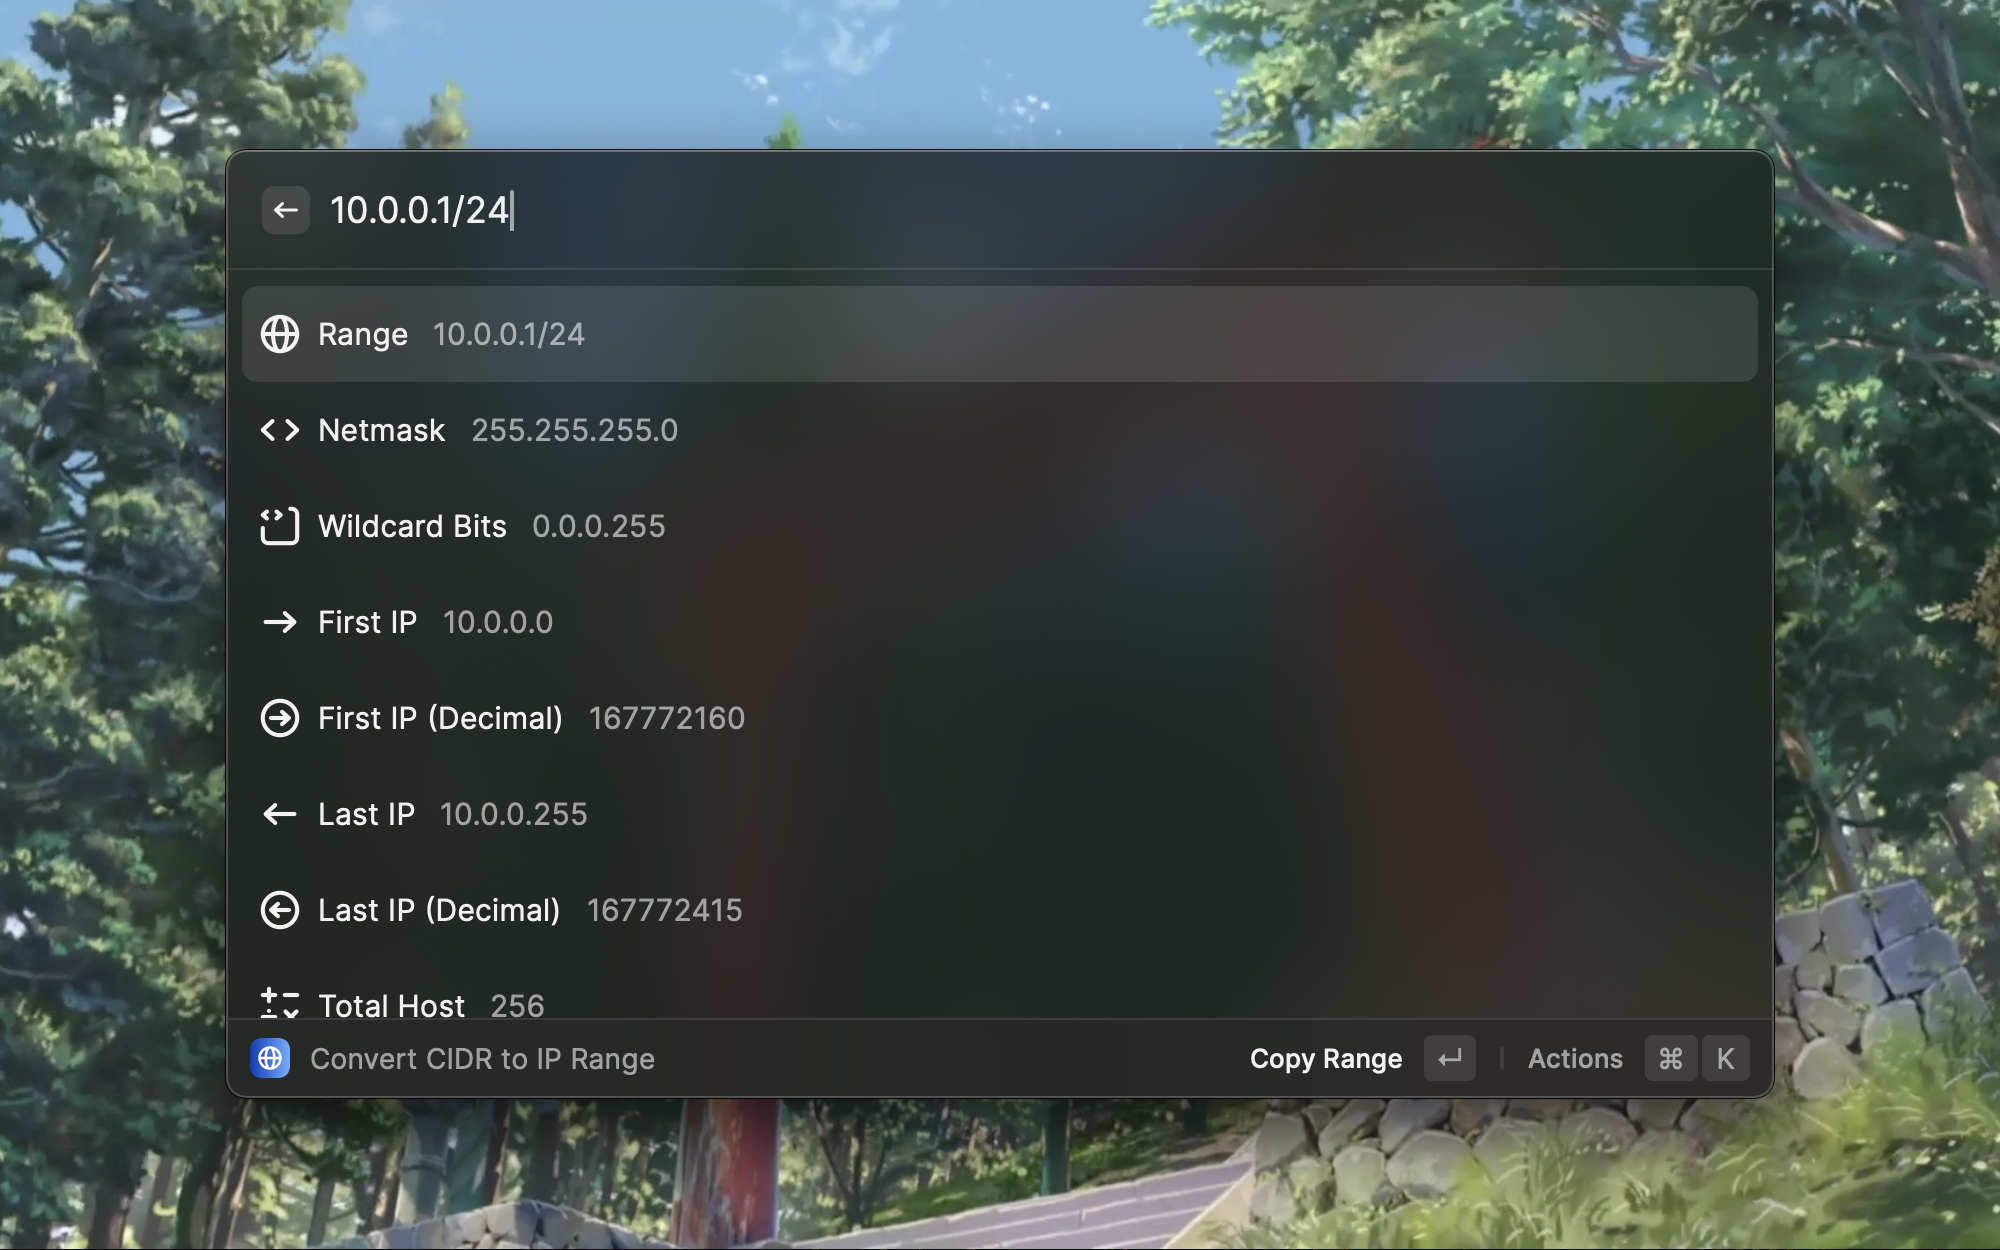 10.0.0.1/24
Range 10.0.0.1/24
Netmask 255.255.255.0
Wildcard Bits 0.0.0.255
First IP 10.0.0.0
First IP (Decimal) 167772160
Last IP 10.0.0.255
Last IP (Decimal) 167772415
Total Host 256
Convert CIDR to IP Range Copy Range ↵ Actions ⌘ K